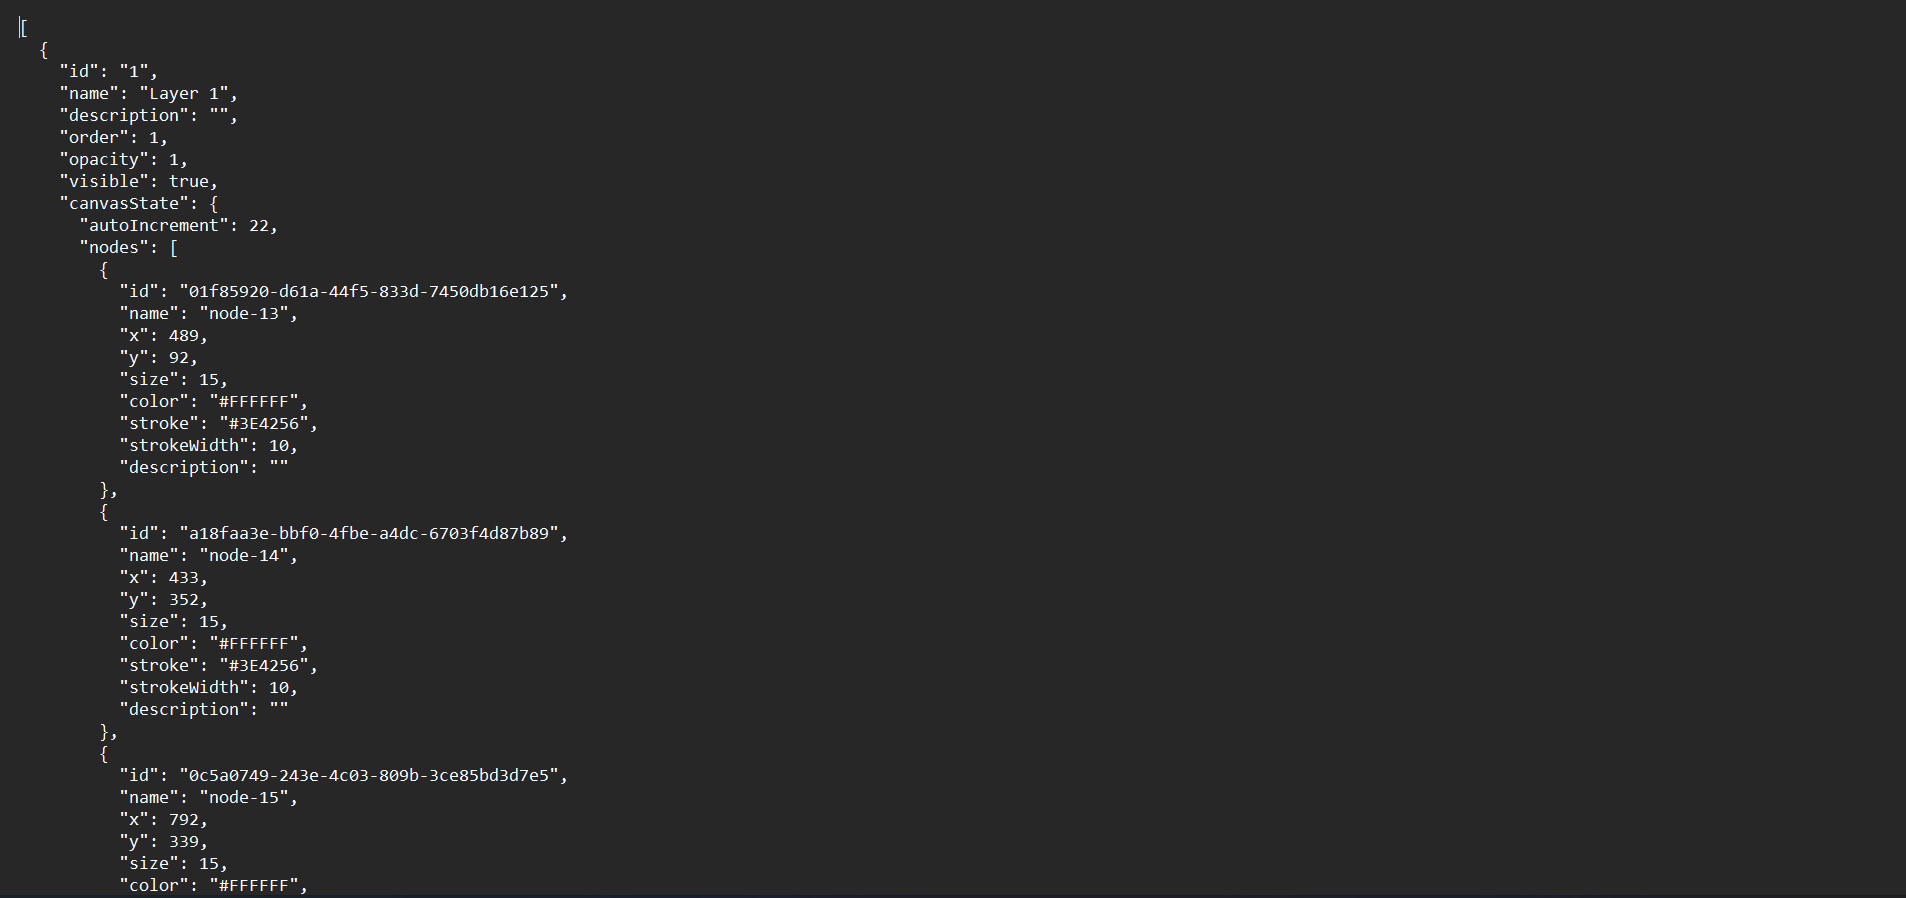 [
  {
    "id": "1",
    "name": "Layer 1",
    "description": "",
    "order": 1,
    "opacity": 1,
    "visible": true,
    "canvasState": {
      "autoIncrement": 22,
      "nodes": [
        {
          "id": "01f85920-d61a-44f5-833d-7450db16e125",
          "name": "node-13",
          "x": 489,
          "y": 92,
          "size": 15,
          "color": "#FFFFFF",
          "stroke": "#3E4256",
          "strokeWidth": 10,
          "description": ""
        },
        {
          "id": "a18faa3e-bbf0-4fbe-a4dc-6703f4d87b89",
          "name": "node-14",
          "x": 433,
          "y": 352,
          "size": 15,
          "color": "#FFFFFF",
          "stroke": "#3E4256",
          "strokeWidth": 10,
          "description": ""
        },
        {
          "id": "0c5a0749-243e-4c03-809b-3ce85bd3d7e5",
          "name": "node-15",
          "x": 792,
          "y": 339,
          "size": 15,
          "color": "#FFFFFF",